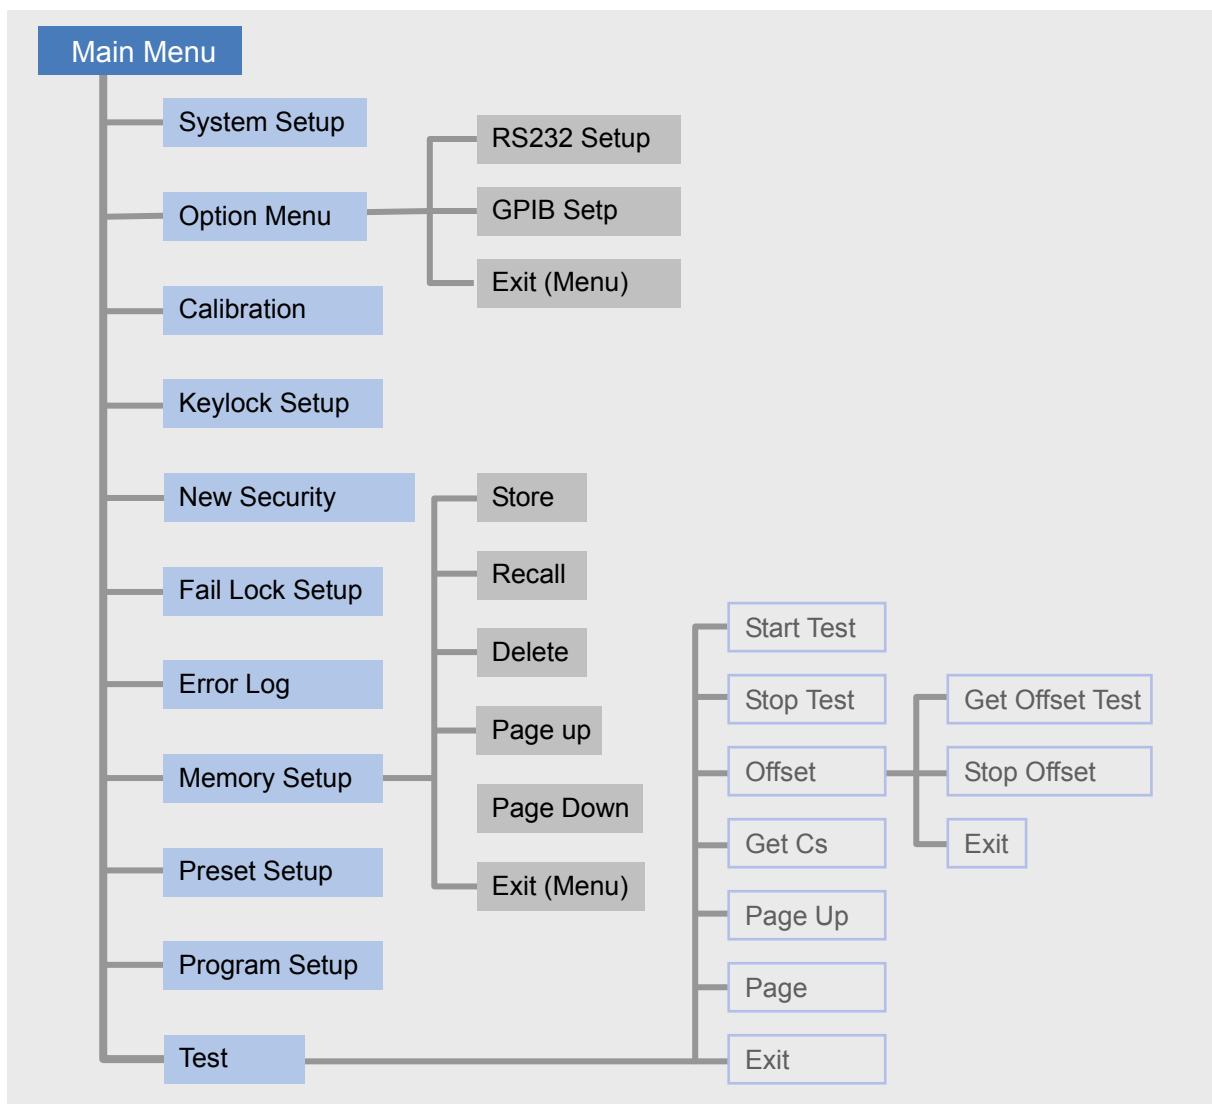 Main Menu
System Setup
Option Menu
RS232 Setup
GPIB Setp
Exit (Menu)
Calibration
Keylock Setup
New Security
Fail Lock Setup
Error Log
Memory Setup
Store
Recall
Delete
Page up
Page Down
Exit (Menu)
Preset Setup
Program Setup
Test
Start Test
Stop Test
Offset
Get Offset Test
Stop Offset
Exit
Get Cs
Page Up
Page
Exit